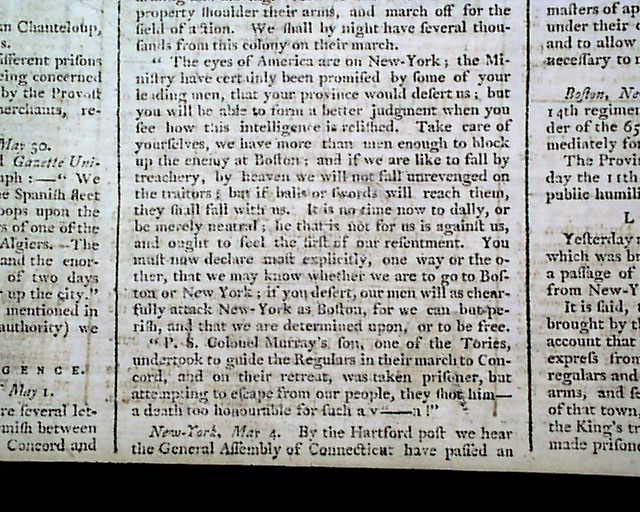 an Chanteloup,
s.
different prisons
eing concerned
by the Provost
erchants, re-
May 30.
d Gazette Uni-
aph :—" We
he Spanish fleet
oops upon the
rs of one of the
Algiers. —The
and the enor-
of two days
up the city."
mentioned in
authority) we
GENCE.
May 1.
re several let-
mish between
Concord and
property ſhoulder their arms, and march off for the
field of action. We ſhall by night have ſeveral thou-
ſands from this colony on their march.
" The eyes of America are on New-York ; the Mi-
niſtry have certainly been promiſed by ſome of your
leading men, that your province would deſert us ; but
you will be able to form a better judgment when you
ſee how this intelligence is reliſhed. Take care of
yourſelves, we have more than men enough to block
up the enemy at Boſton ; and if we are like to fall by
treachery, by heaven we will not fall unrevenged on
the traitors ; but if balls or ſwords will reach them,
they ſhall fall with us. It is no time now to dally, or
be merely neutral ; he that is not for us is againſt us,
and ought to feel the firſt of our reſentment. You
muſt now declare moſt explicitly, one way or the o-
ther, that we may know whether we are to go to Boſ-
ton or New York ; if you deſert, our men will as chear-
fully attack New-York as Boſton, for we can but pe-
riſh, and that we are determined upon, or to be free.
" P. S. Colonel Murray's ſon, one of the Tories,
undertook to guide the Regulars in their march to Con-
cord, and on their retreat, was taken priſoner, but
attempting to eſcape from our people, they ſhot him—
a death too honourable for ſuch a v——a !"
New-York, May 4. By the Hartford poſt we hear
the General Aſſembly of Connecticut have paſſed an
maſters of ap
under their
and to allow
neceſſary to
Boſton, No
14th regimen
der of the 65
mediately fo
The Provi
day the 11th
public humil
L
Yeſterday
which was br
a paſſage of
from New-Y
It is ſaid, t
brought by t
account that
expreſs from
regulars and
arms, and ſe
of that town
the King's tr
made priſone